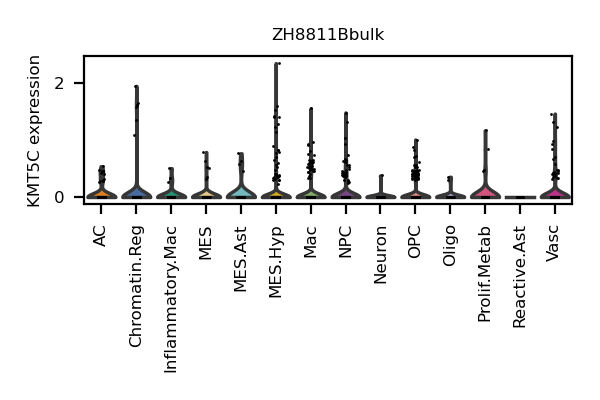 ZH8811Bbulk
KMT5C expression
2
0
AC
Chromatin.Reg
Inflammatory.Mac
MES
MES.Ast
MES.Hyp
Mac
NPC
Neuron
OPC
Oligo
Prolif.Metab
Reactive.Ast
Vasc